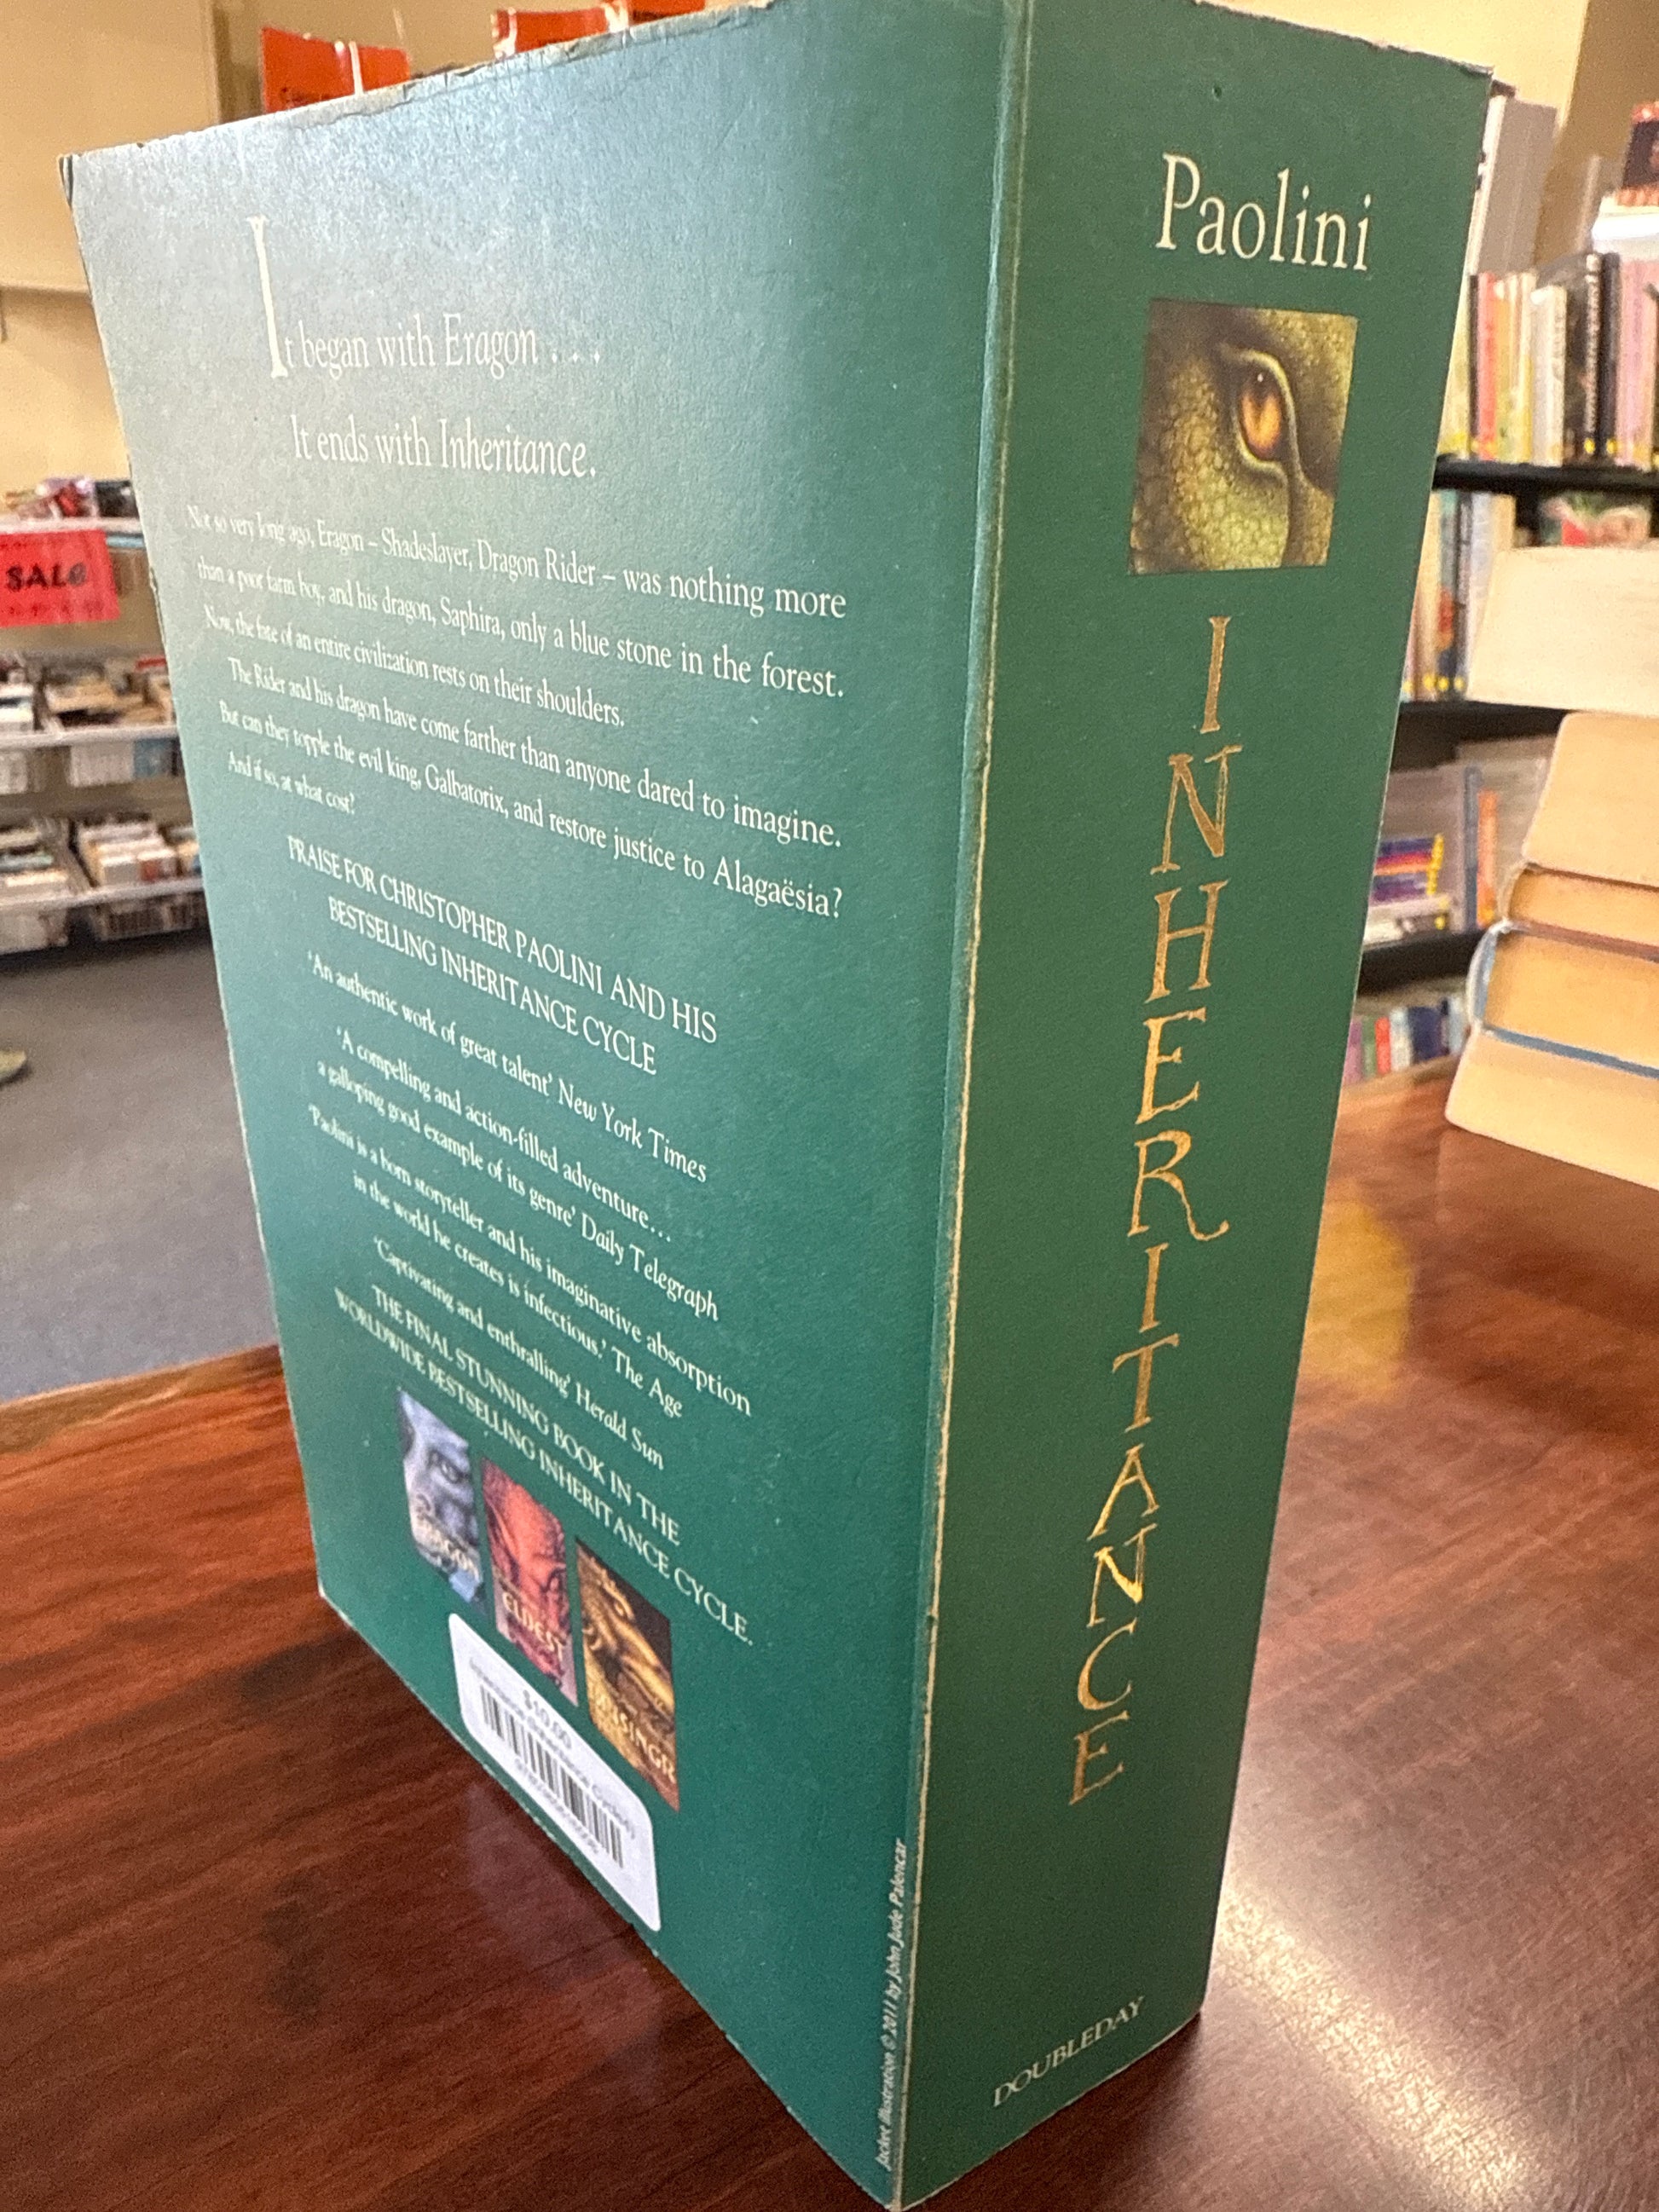 It began with Eragon . . .
It ends with Inheritance.
Not so very long ago, Eragon – Shadeslayer, Dragon Rider – was nothing more
than a poor farm boy, and his dragon, Saphira, only a blue stone in the forest.
Now, the fate of an entire civilization rests on their shoulders.
The Rider and his dragon have come farther than anyone dared to imagine.
But can they topple the evil king, Galbatorix, and restore justice to Alagaësia?
And if so, at what cost?
PRAISE FOR CHRISTOPHER PAOLINI AND HIS
BESTSELLING INHERITANCE CYCLE
'An authentic work of great talent' New York Times
'A compelling and action-filled adventure…
a galloping good example of its genre' Daily Telegraph
'Paolini is a born storyteller and his imaginative absorption
in the world he creates is infectious.' The Age
'Captivating and enthralling' Herald Sun
THE FINAL STUNNING BOOK IN THE
WORLDWIDE BESTSELLING INHERITANCE CYCLE.
ERAGON
ELDEST
BRISINGR
$10.00
Jacket illustration © 2011 by John Jude Palencar
Paolini
INHERITANCE
DOUBLEDAY
SALE